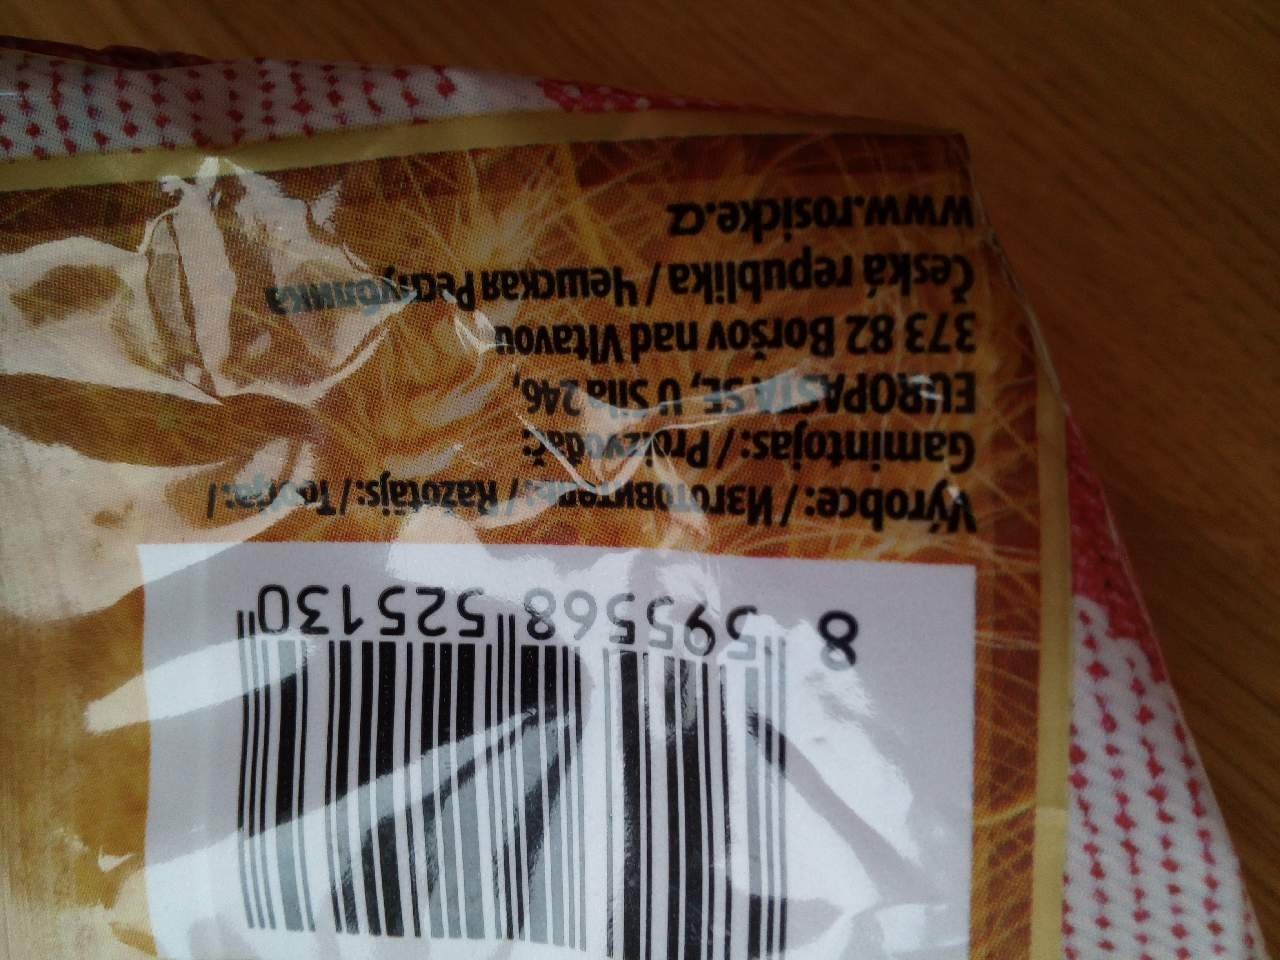 8 595568 525130
Výrobce: / Изготовитель: / Ražotājs: / Tootja: /
Gamintojas: / Proizvođač:
EUROPASTA SE, U Sila 246,
373 82 Boršov nad Vltavou
Česká republika / Чешская Республика
www.rosicke.cz